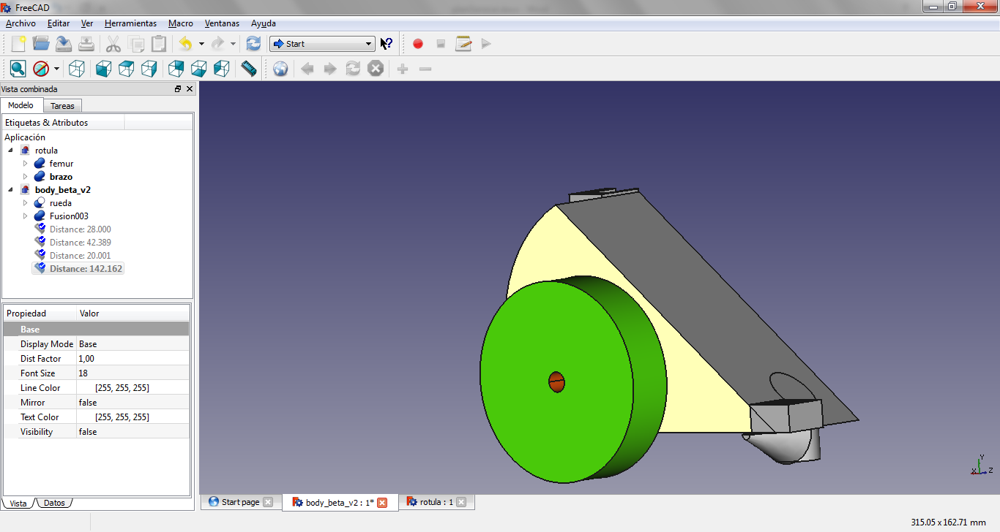 FreeCAD
Archivo Editar Ver Herramientas Macro Ventanas Ayuda
Start
Vista combinada
Modelo Tareas
Etiquetas & Atributos
Aplicación
rotula
femur
brazo
body_beta_v2
rueda
Fusion003
Distance: 28.000
Distance: 42.389
Distance: 20.001
Distance: 142.162
Propiedad Valor
Base
Display Mode Base
Dist Factor 1,00
Font Size 18
Line Color [255, 255, 255]
Mirror false
Text Color [255, 255, 255]
Visibility false
Vista Datos
Y
X Z
Start page body_beta_v2 : 1* rotula : 1
315.05 x 162.71 mm